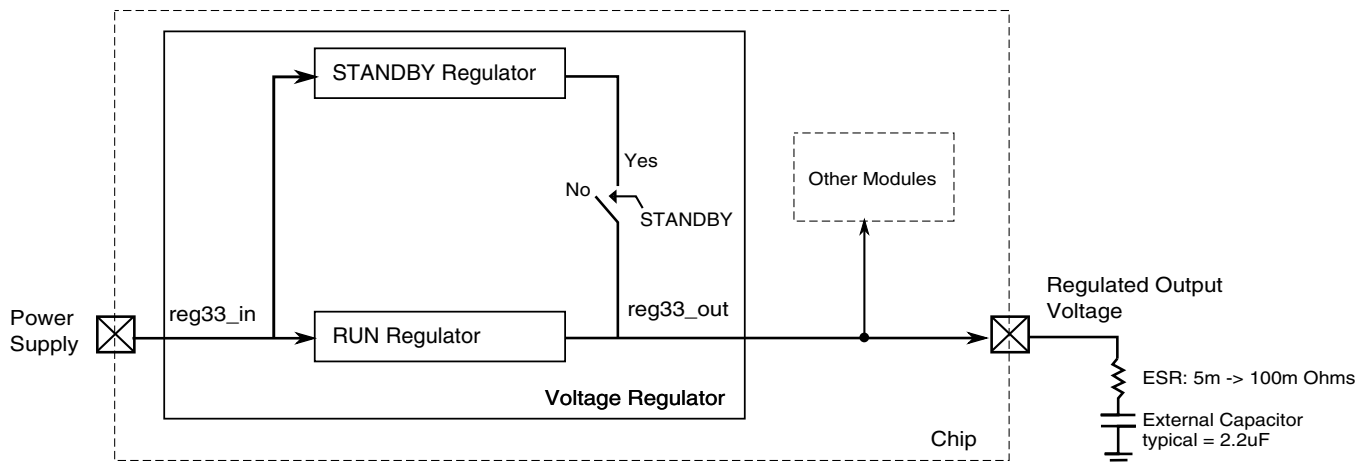 STANDBY Regulator
Yes
No
STANDBY
Other Modules
Power
Supply
reg33_in
RUN Regulator
reg33_out
Regulated Output
Voltage
Voltage Regulator
Chip
ESR: 5m -> 100m Ohms
External Capacitor
typical = 2.2uF